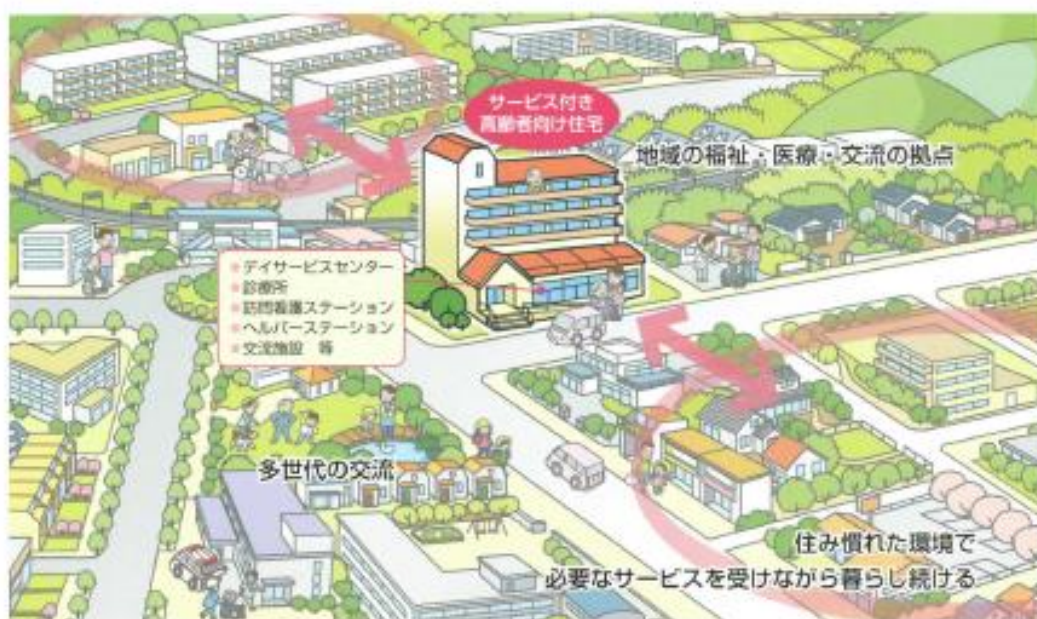 サービス付き
高齢者向け住宅
地域の福祉・医療・交流の拠点
デイサービスセンター
診療所
訪問看護ステーション
ヘルパーステーション
交流施設 等
多世代の交流
住み慣れた環境で
必要なサービスを受けながら暮らし続ける